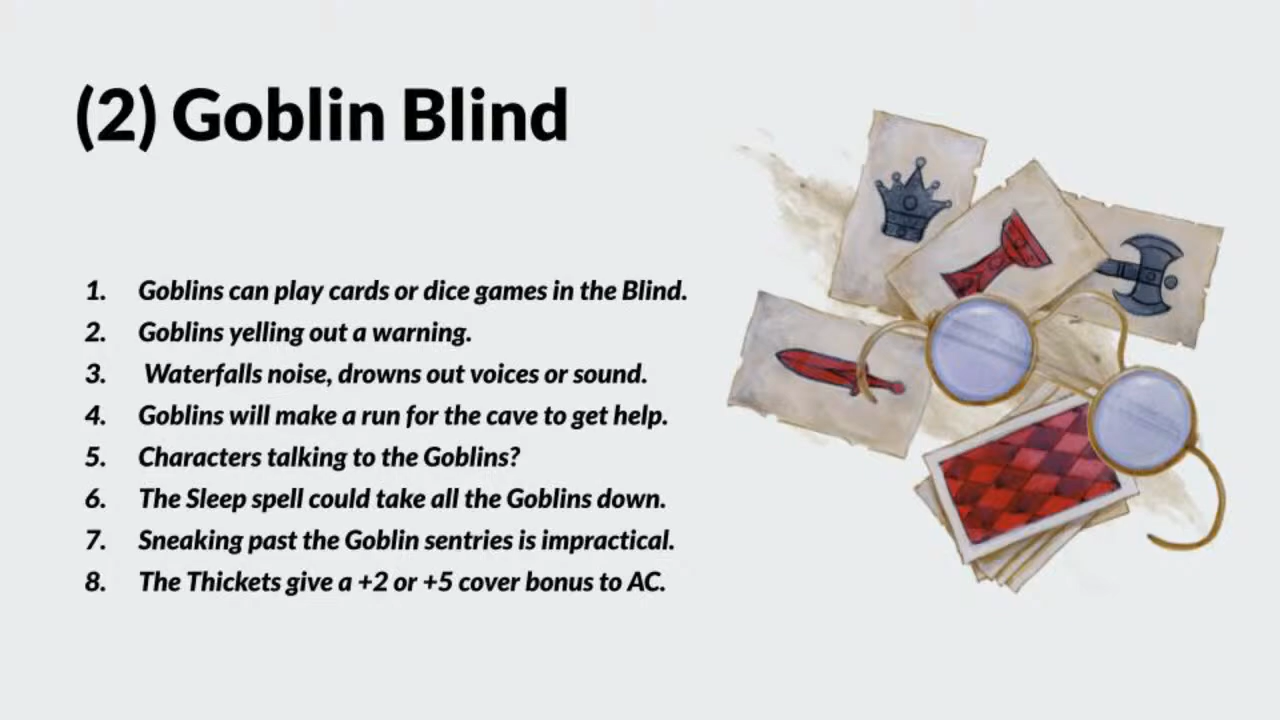 (2) Goblin Blind
1. Goblins can play cards or dice games in the Blind.
2. Goblins yelling out a warning.
3. Waterfalls noise, drowns out voices or sound.
4. Goblins will make a run for the cave to get help.
5. Characters talking to the Goblins?
6. The Sleep spell could take all the Goblins down.
7. Sneaking past the Goblin sentries is impractical.
8. The Thickets give a +2 or +5 cover bonus to AC.